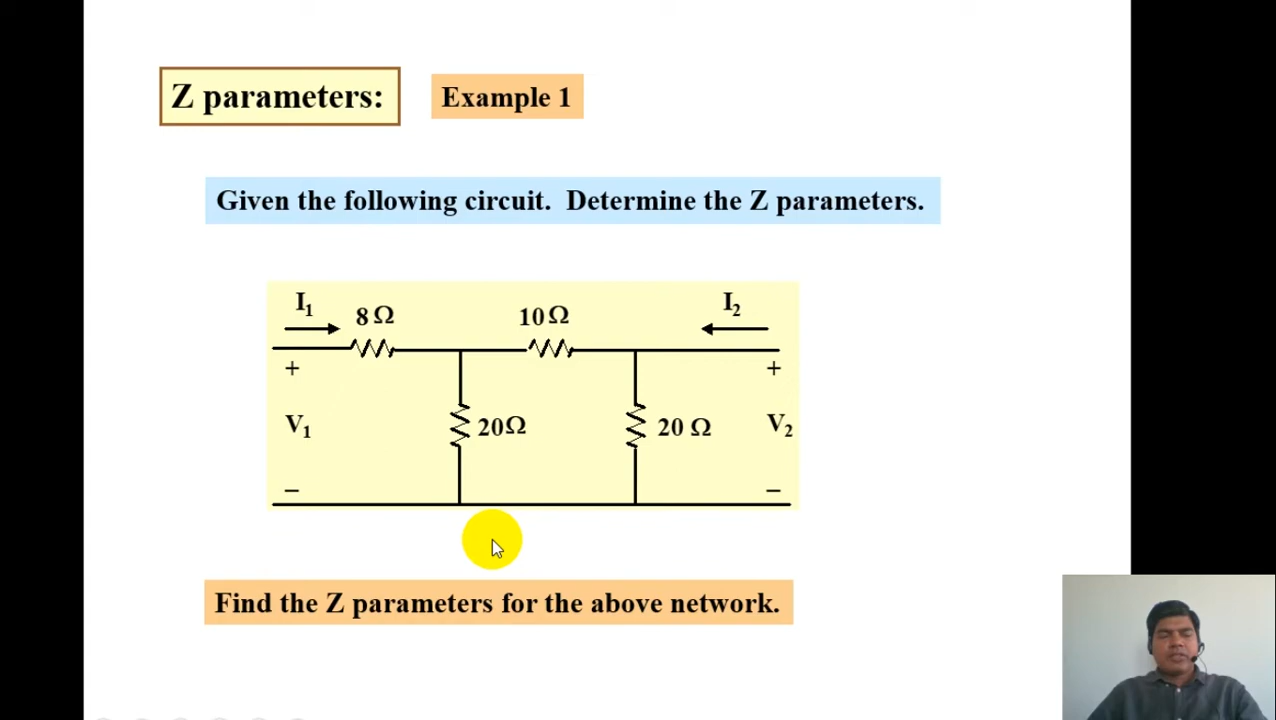 Z parameters:
Example 1
Given the following circuit. Determine the Z parameters.
I₁
8 Ω
10 Ω
I₂
+
+
V₁
20Ω
20 Ω
V₂
–
–
Find the Z parameters for the above network.